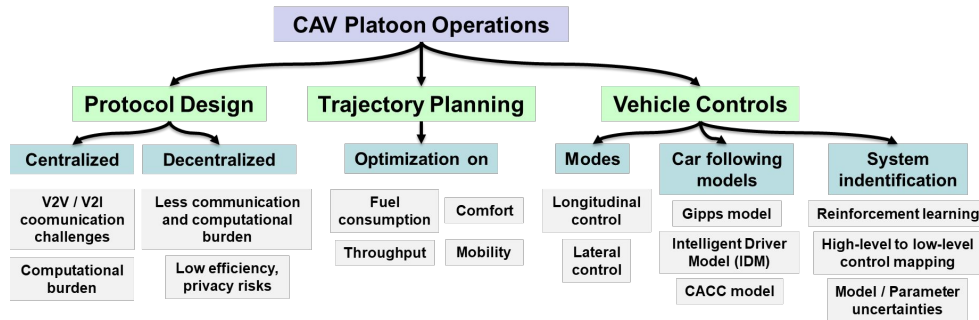 CAV Platoon Operations
Protocol Design
Trajectory Planning
Vehicle Controls
Centralized
Decentralized
Optimization on
Modes
Car following
models
System
indentification
V2V / V2I
coomunication
challenges
Computational
burden
Less communication
and computational
burden
Low efficiency,
privacy risks
Fuel
consumption
Comfort
Throughput
Mobility
Longitudinal
control
Lateral
control
Gipps model
Intelligent Driver
Model (IDM)
CACC model
Reinforcement learning
High-level to low-level
control mapping
Model / Parameter
uncertainties